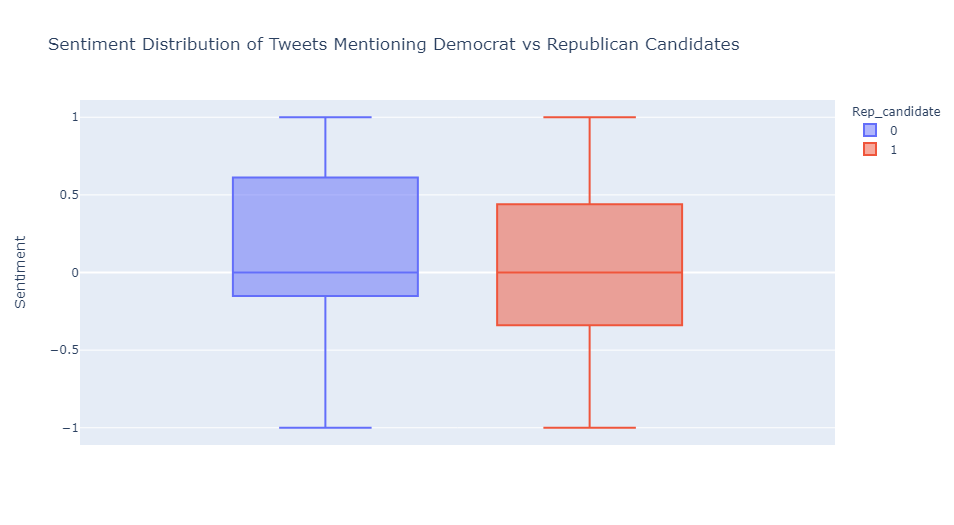 Sentiment Distribution of Tweets Mentioning Democrat vs Republican Candidates
Rep_candidate
0
1
1
0.5
0
−0.5
−1
Sentiment